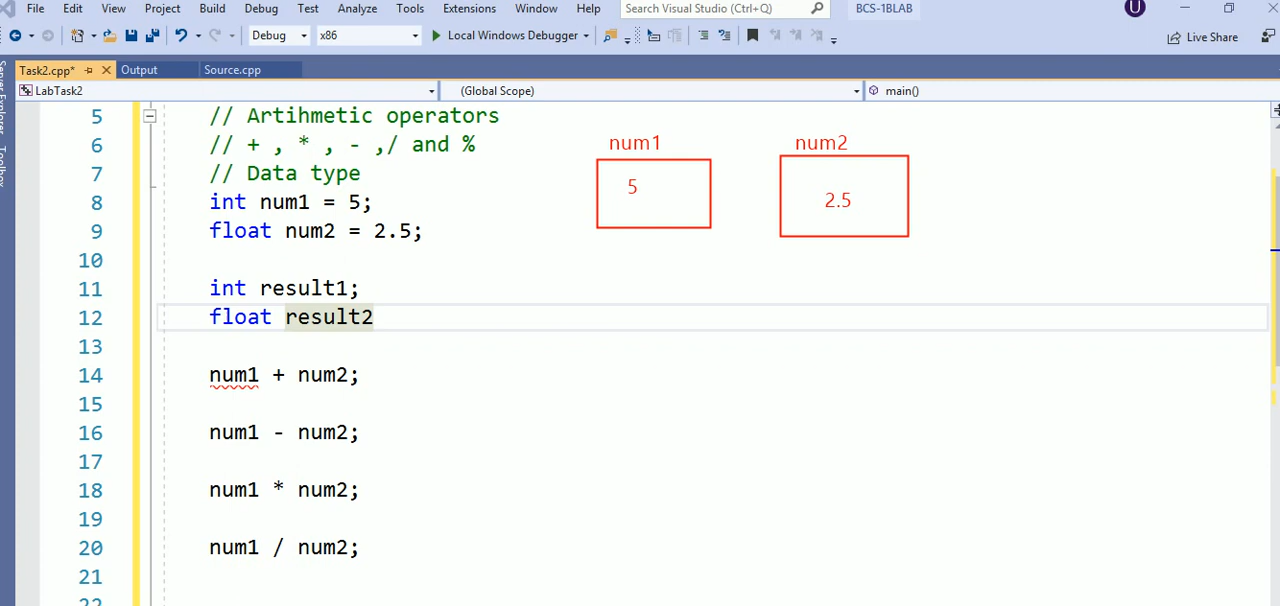 File Edit View Project Build Debug Test Analyze Tools Extensions Window Help Search Visual Studio (Ctrl+Q) BCS-1BLAB U
Debug x86 Local Windows Debugger Live Share
Task2.cpp* Output Source.cpp
LabTask2 (Global Scope) main()
Server Explorer
Toolbox
5 // Artihmetic operators
6 // + , * , - ,/ and %
7 // Data type
8 int num1 = 5;
9 float num2 = 2.5;
10
11 int result1;
12 float result2
13
14 num1 + num2;
15
16 num1 - num2;
17
18 num1 * num2;
19
20 num1 / num2;
21
22
num1 num2
5 2.5